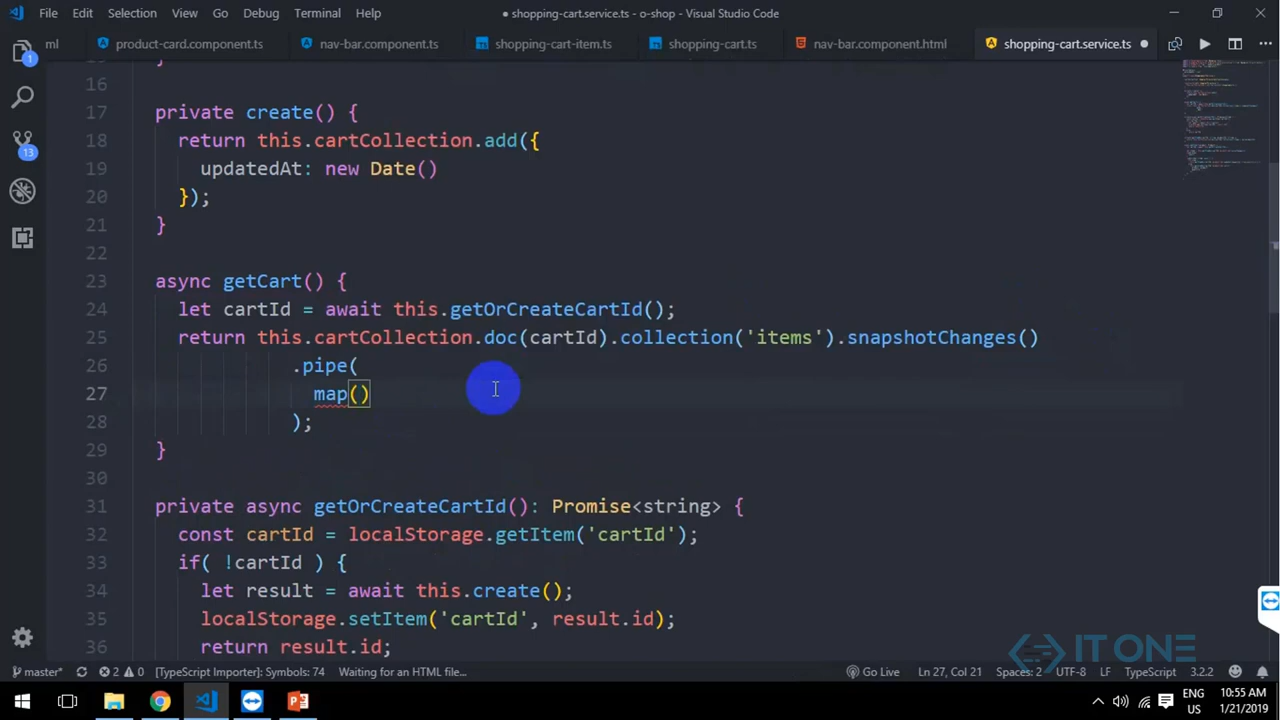 File Edit Selection View Go Debug Terminal Help
● shopping-cart.service.ts - o-shop - Visual Studio Code
ml product-card.component.ts nav-bar.component.ts shopping-cart-item.ts shopping-cart.ts nav-bar.component.html shopping-cart.service.ts
1
13
16
17 private create() {
18 return this.cartCollection.add({
19 updatedAt: new Date()
20 });
21 }
22
23 async getCart() {
24 let cartId = await this.getOrCreateCartId();
25 return this.cartCollection.doc(cartId).collection('items').snapshotChanges()
26 .pipe(
27 map()
28 );
29 }
30
31 private async getOrCreateCartId(): Promise<string> {
32 const cartId = localStorage.getItem('cartId');
33 if( !cartId ) {
34 let result = await this.create();
35 localStorage.setItem('cartId', result.id);
36 return result.id;
IT ONE
master* 2 0 [TypeScript Importer]: Symbols: 74 Waiting for an HTML file... Go Live Ln 27, Col 21 Spaces: 2 UTF-8 LF TypeScript 3.2.2
ENG
US
10:55 AM
1/21/2019